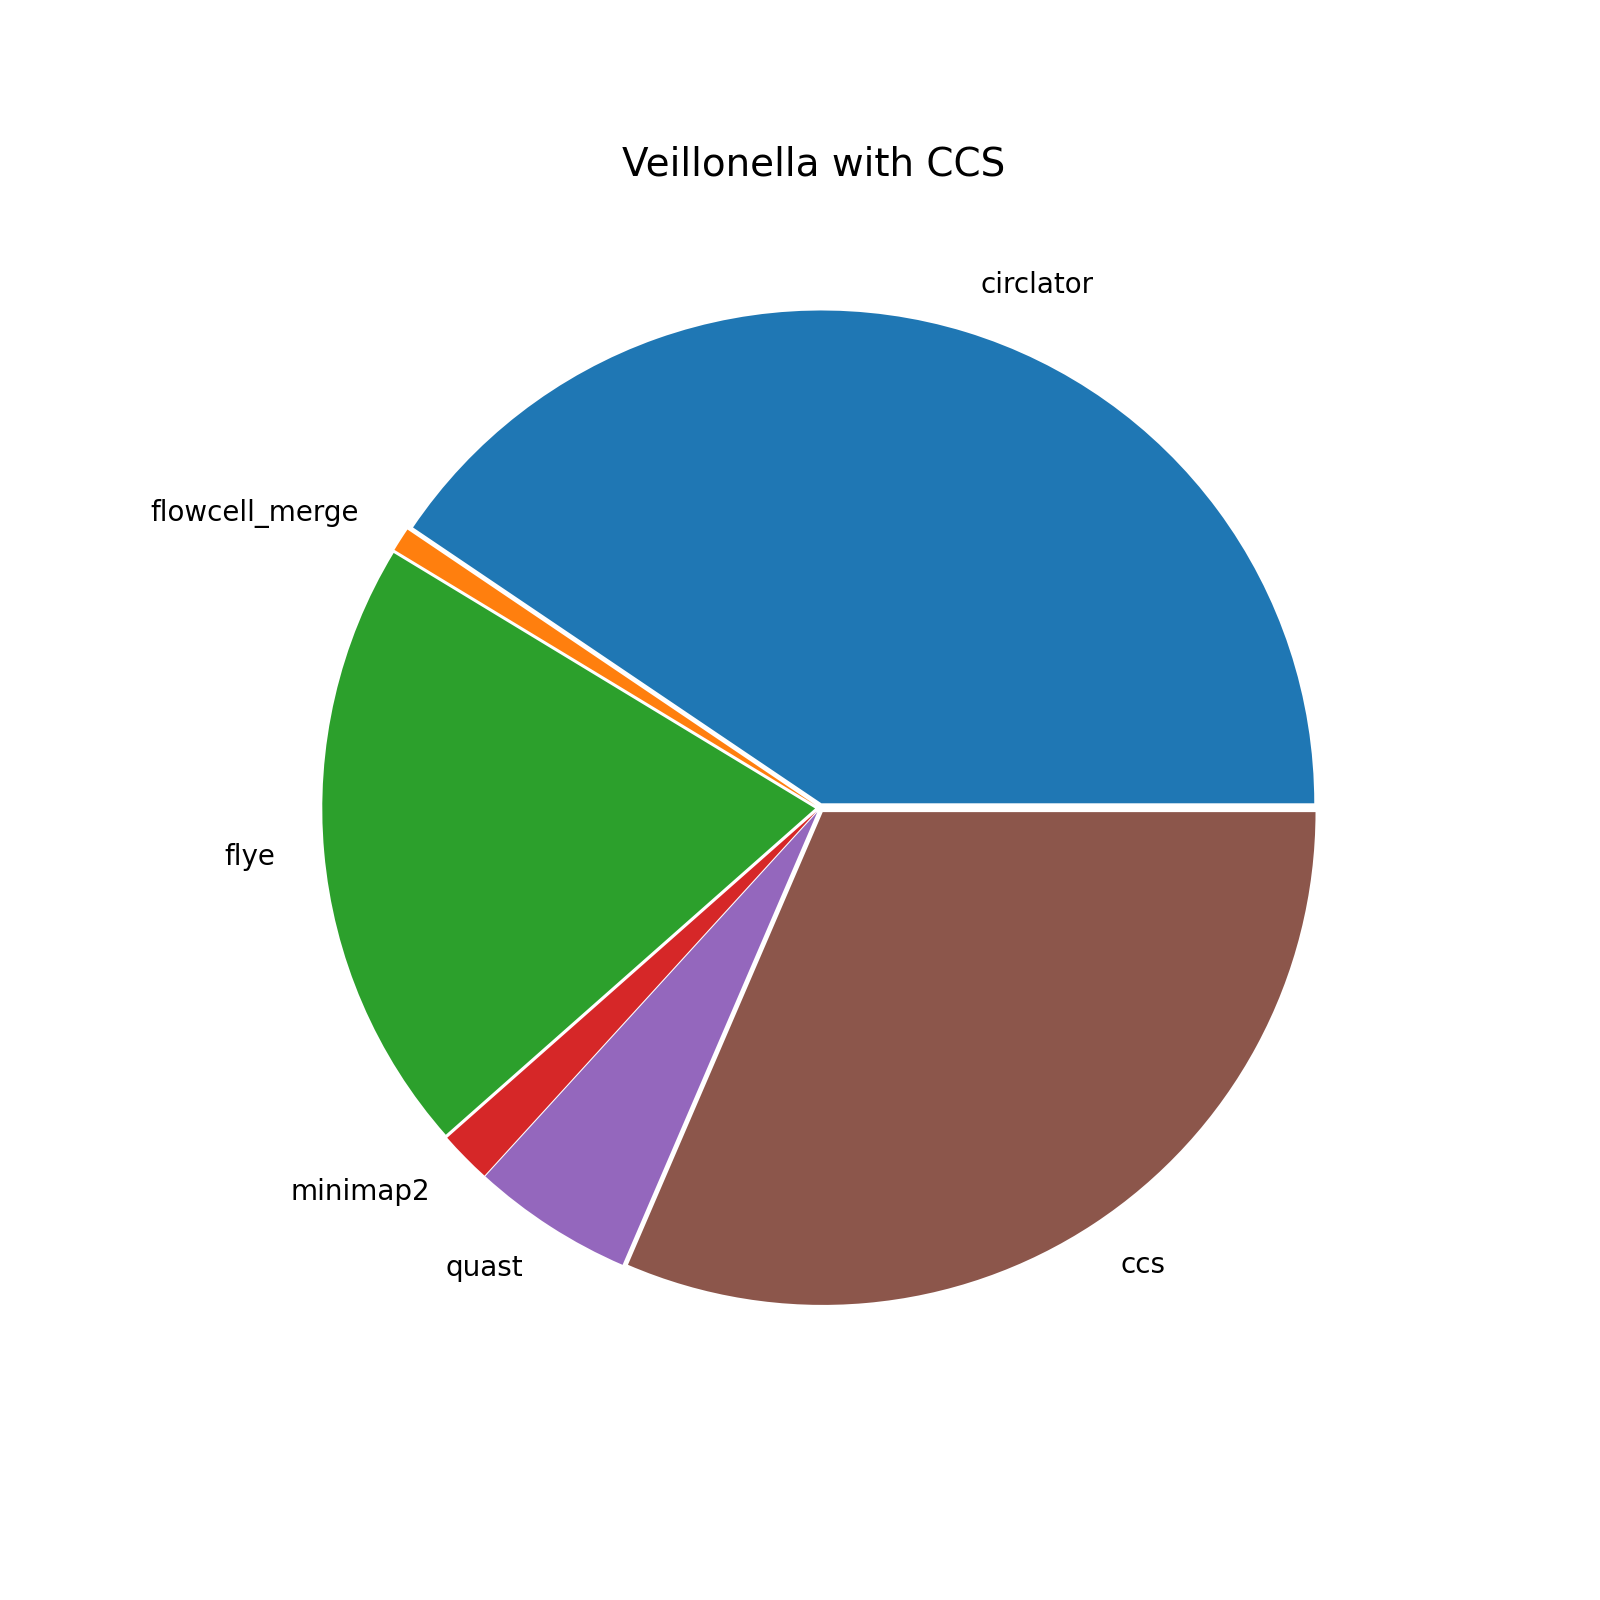 Veillonella with CCS
circlator
flowcell_merge
flye
minimap2
quast
ccs